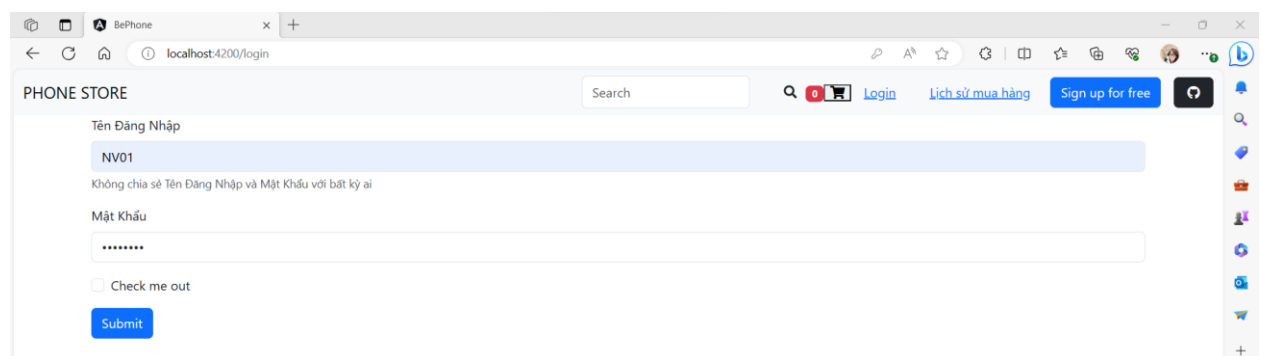 BePhone
localhost:4200/login
PHONE STORE
Search
0
Login
Lịch sử mua hàng
Sign up for free
Tên Đăng Nhập
NV01
Không chia sẻ Tên Đăng Nhập và Mật Khẩu với bất kỳ ai
Mật Khẩu
••••••••
Check me out
Submit